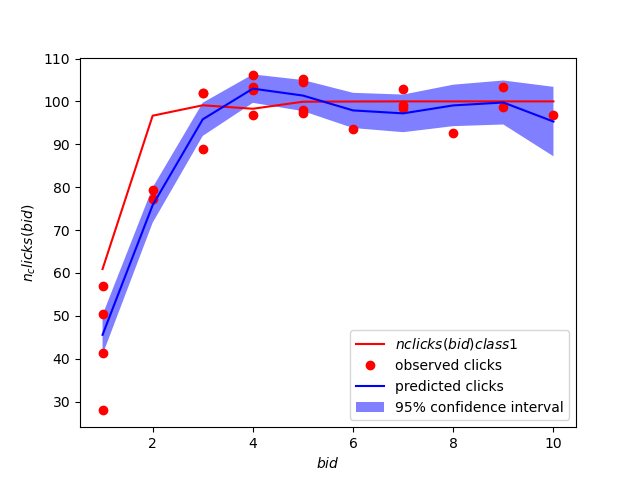 110
100
90
80
70
60
50
40
30
n_clicks(bid)
nclicks(bid)class1
observed clicks
predicted clicks
95% confidence interval
2
4
6
8
10
bid